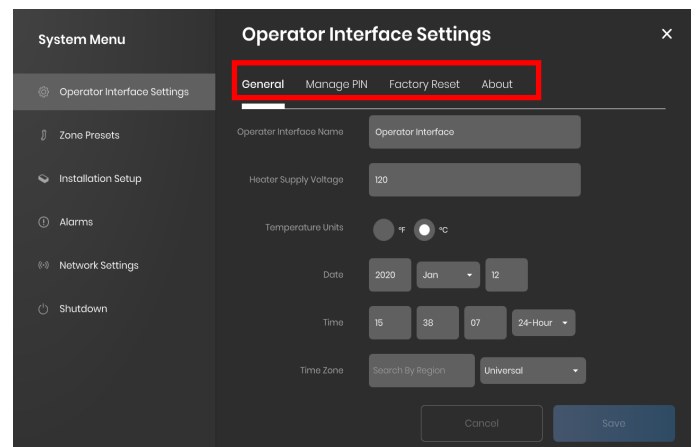 System Menu
Operator Interface Settings
Zone Presets
Installation Setup
Alarms
Network Settings
Shutdown
Operator Interface Settings
General Manage PIN Factory Reset About
Operater Interface Name Operator Interface
Heater Supply Voltage 120
Temperature Units °F °C
Date 2020 Jan 12
Time 15 38 07 24-Hour
Time Zone Search By Region Universal
Cancel Save